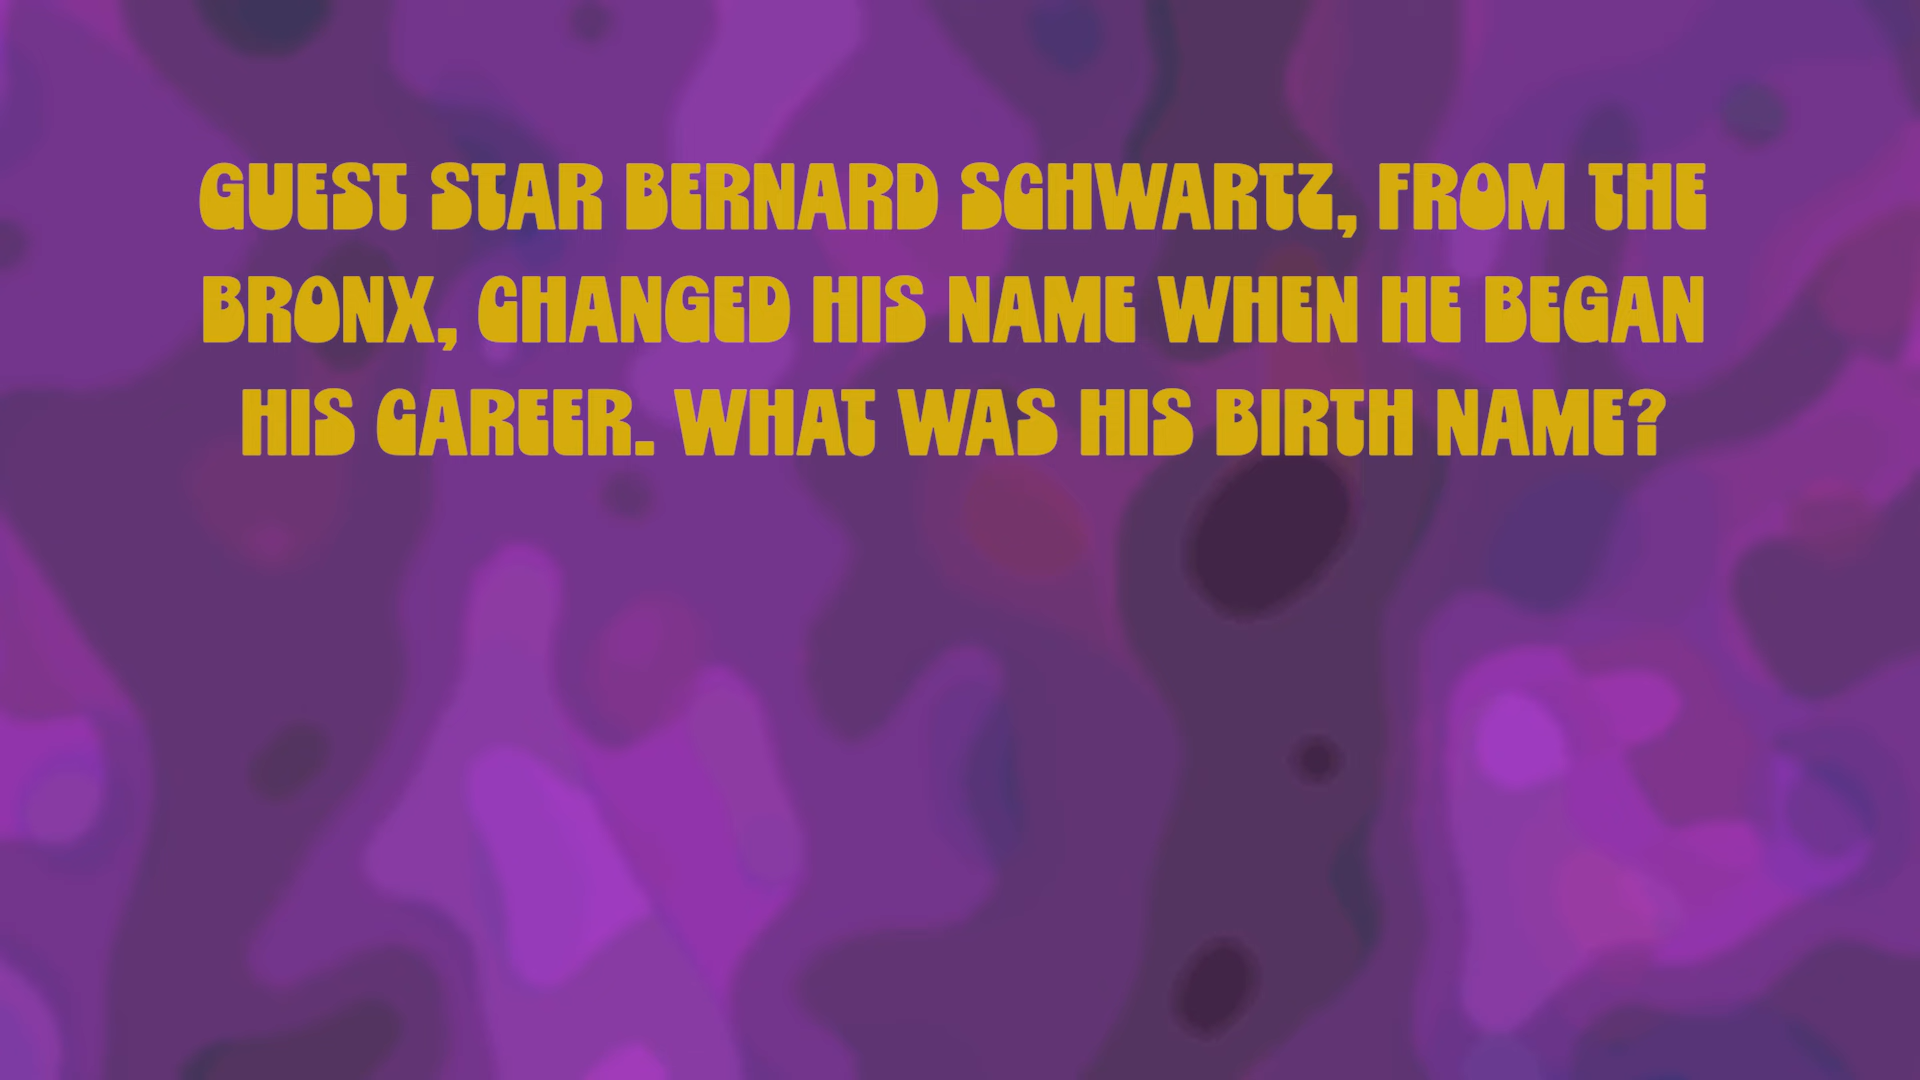 GUEST STAR BERNARD SCHWARTZ, FROM THE
BRONX, CHANGED HIS NAME WHEN HE BEGAN
HIS CAREER. WHAT WAS HIS BIRTH NAME?